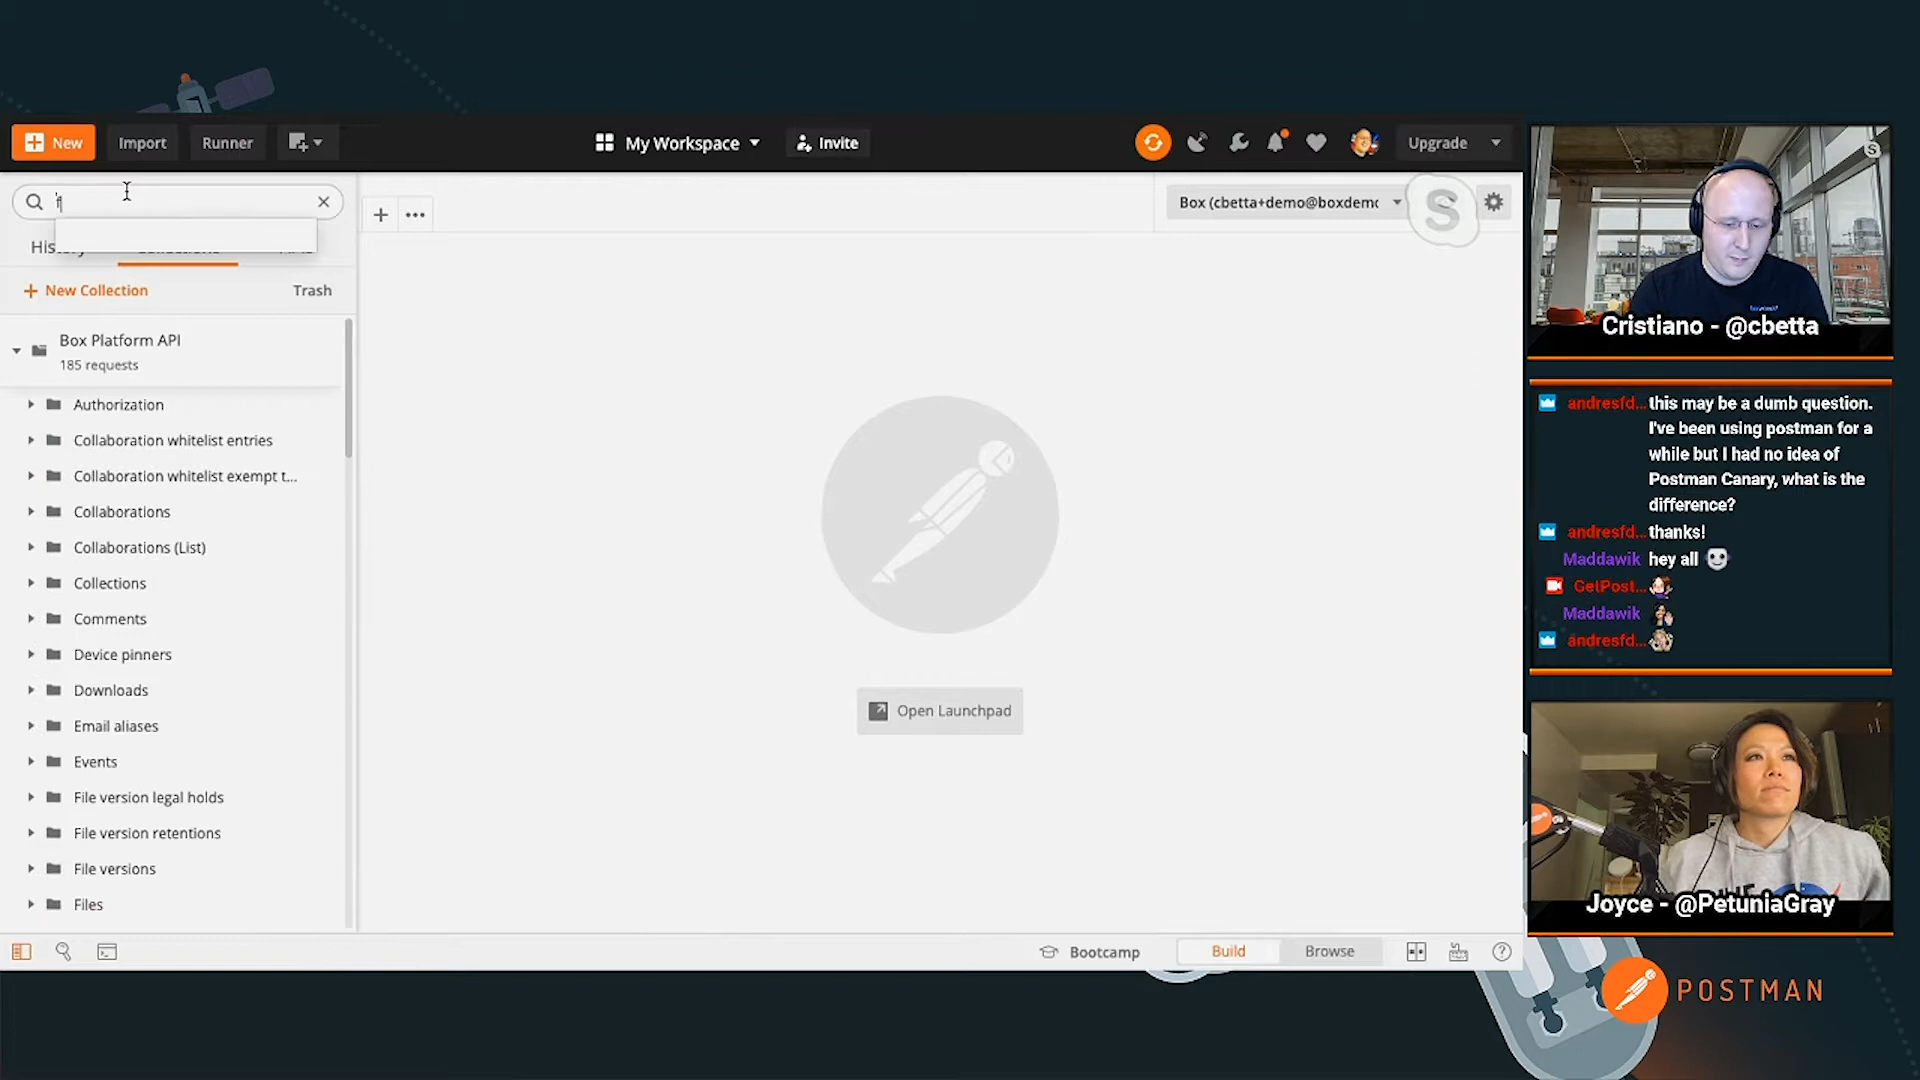 New
Import
Runner
My Workspace
Invite
Upgrade
f
Box (cbetta+demo@boxdemo
S
New Collection
Trash
Box Platform API
185 requests
Authorization
Collaboration whitelist entries
Collaboration whitelist exempt t...
Collaborations
Collaborations (List)
Collections
Comments
Device pinners
Downloads
Email aliases
Events
File version legal holds
File version retentions
File versions
Files
Open Launchpad
Bootcamp
Build
Browse
Cristiano - @cbetta
andresfd... this may be a dumb question.
I've been using postman for a
while but I had no idea of
Postman Canary, what is the
difference?
andresfd... thanks!
Maddawik hey all
GetPost...
Maddawik
andresfd...
Joyce - @PetuniaGray
POSTMAN